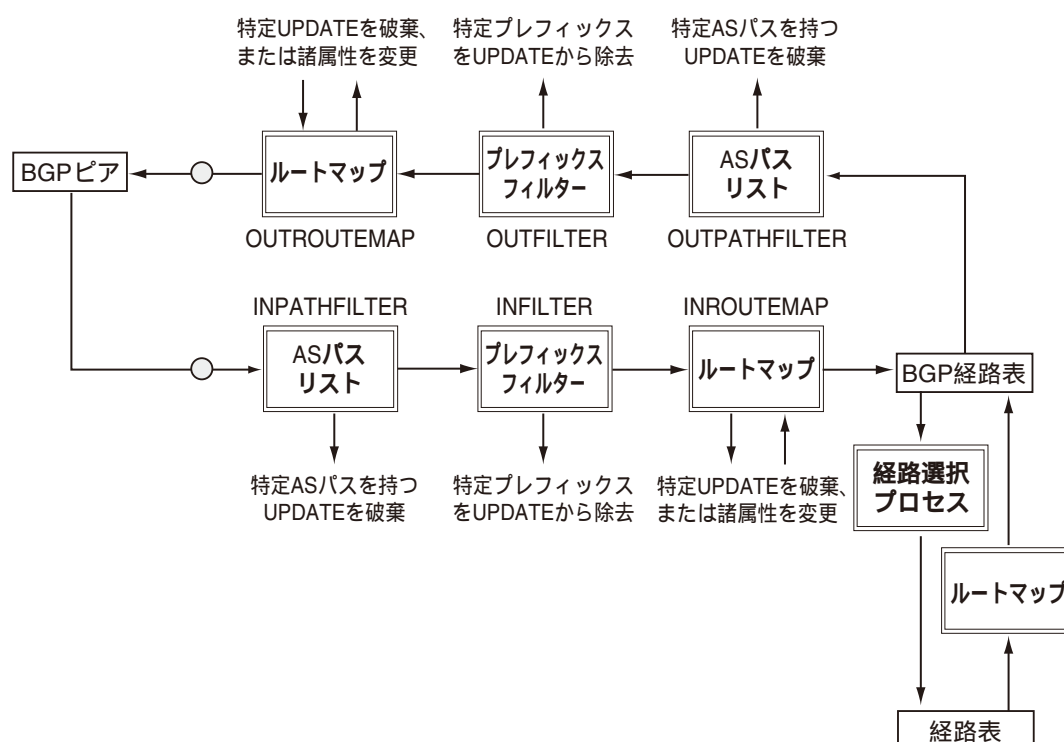 特定UPDATEを破棄、
または諸属性を変更
特定プレフィックス
をUPDATEから除去
特定ASパスを持つ
UPDATEを破棄
BGPピア
ルートマップ
プレフィックス
フィルター
ASパス
リスト
OUTROUTEMAP
OUTFILTER
OUTPATHFILTER
INPATHFILTER
INFILTER
INROUTEMAP
ASパス
リスト
プレフィックス
フィルター
ルートマップ
BGP経路表
特定ASパスを持つ
UPDATEを破棄
特定プレフィックス
をUPDATEから除去
特定UPDATEを破棄、
または諸属性を変更
経路選択
プロセス
ルートマップ
経路表